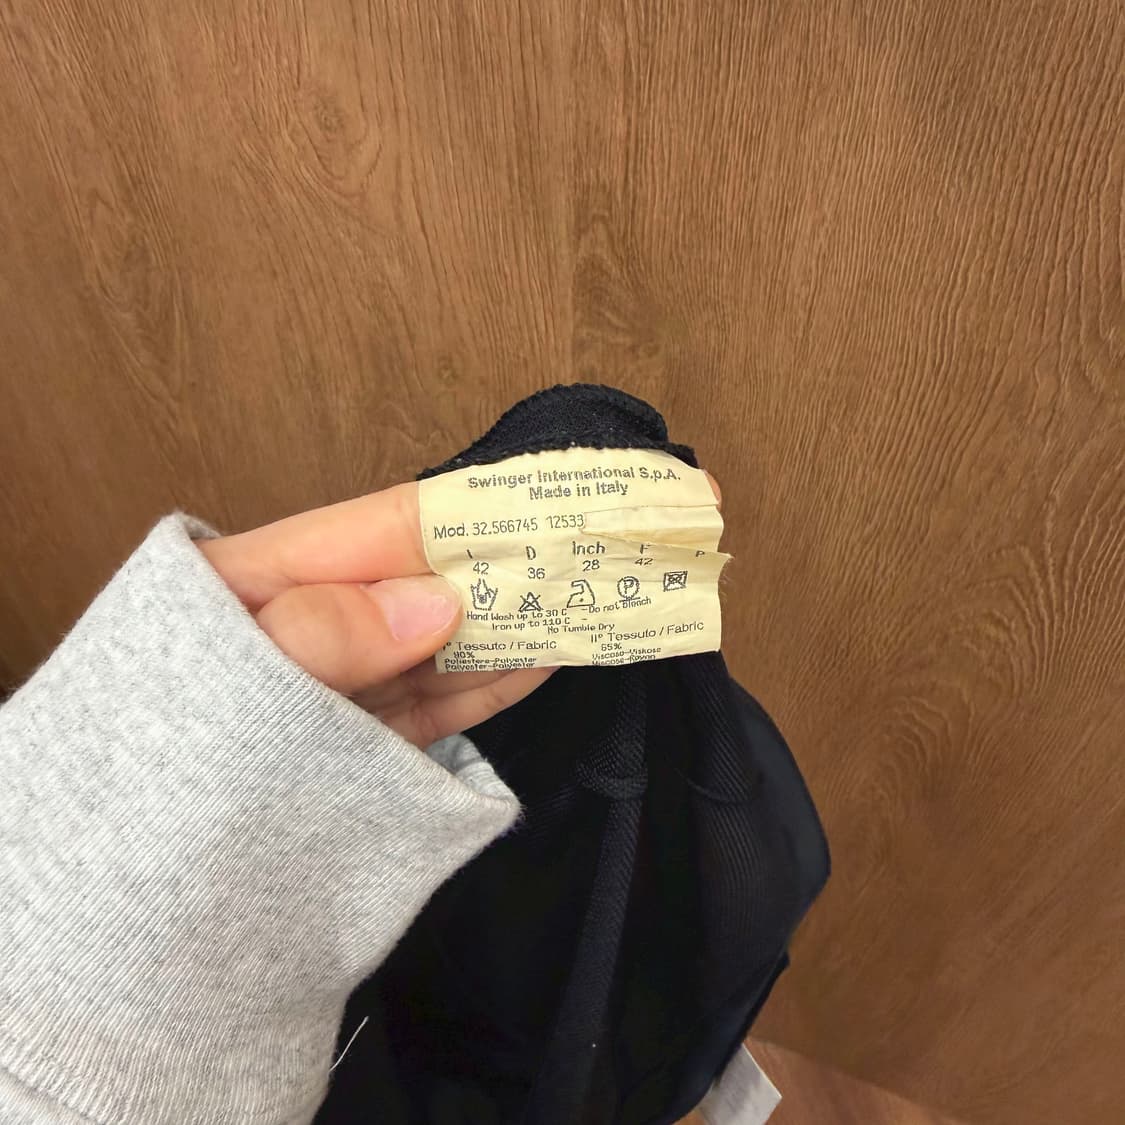 Swinger International S.p.A.
Made in Italy
Mod. 32.566745 12533
I D Inch F P
42 36 28 42
Hand Wash up to 30 C - Do not bleach
Iron up to 110 C -
No Tumble Dry
I° Tessuto / Fabric
80%
Poliestere-Polyester
Polyester-Polyester
II° Tessuto / Fabric
65%
Viscosa-Viskose
Viscose-Rayon